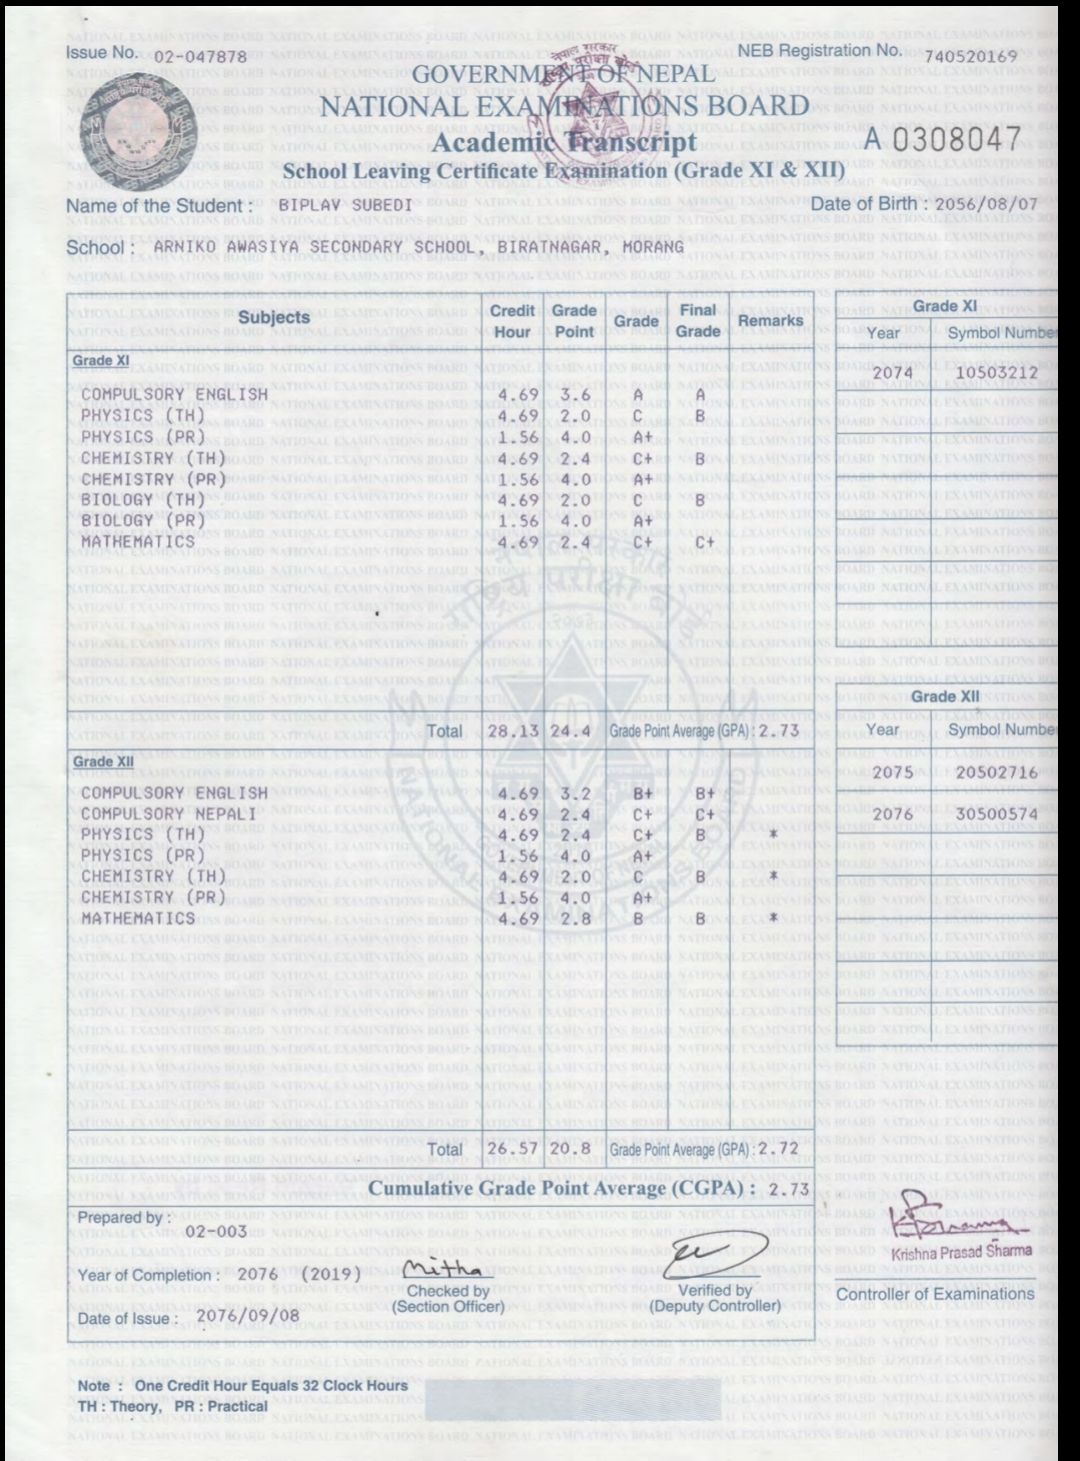 Issue No. 02-047878
NEB Registration No. 740520169
नेपाल सरकार
GOVERNMENT OF NEPAL
NATIONAL EXAMINATIONS BOARD
Academic Transcript
A 0308047
School Leaving Certificate Examination (Grade XI & XII)
Name of the Student : BIPLAV SUBEDI
Date of Birth : 2056/08/07
School : ARNIKO AWASIYA SECONDARY SCHOOL, BIRATNAGAR, MORANG
Subjects Credit Hour Grade Point Grade Final Grade Remarks
Grade XI
COMPULSORY ENGLISH 4.69 3.6 A A
PHYSICS (TH) 4.69 2.0 C B
PHYSICS (PR) 1.56 4.0 A+
CHEMISTRY (TH) 4.69 2.4 C+ B
CHEMISTRY (PR) 1.56 4.0 A+
BIOLOGY (TH) 4.69 2.0 C B
BIOLOGY (PR) 1.56 4.0 A+
MATHEMATICS 4.69 2.4 C+ C+
Total 28.13 24.4 Grade Point Average (GPA) : 2.73
Grade XII
COMPULSORY ENGLISH 4.69 3.2 B+ B+
COMPULSORY NEPALI 4.69 2.4 C+ C+
PHYSICS (TH) 4.69 2.4 C+ B *
PHYSICS (PR) 1.56 4.0 A+
CHEMISTRY (TH) 4.69 2.0 C B *
CHEMISTRY (PR) 1.56 4.0 A+
MATHEMATICS 4.69 2.8 B B *
Total 26.57 20.8 Grade Point Average (GPA) : 2.72
Cumulative Grade Point Average (CGPA) : 2.73
Grade XI
Year Symbol Number
2074 10503212
Grade XII
Year Symbol Number
2075 20502716
2076 30500574
Prepared by :
02-003
Year of Completion : 2076 (2019)
Date of Issue : 2076/09/08
Mitha
Checked by
(Section Officer)
Verified by
(Deputy Controller)
Krishna Prasad Sharma
Controller of Examinations
Note : One Credit Hour Equals 32 Clock Hours
TH : Theory, PR : Practical